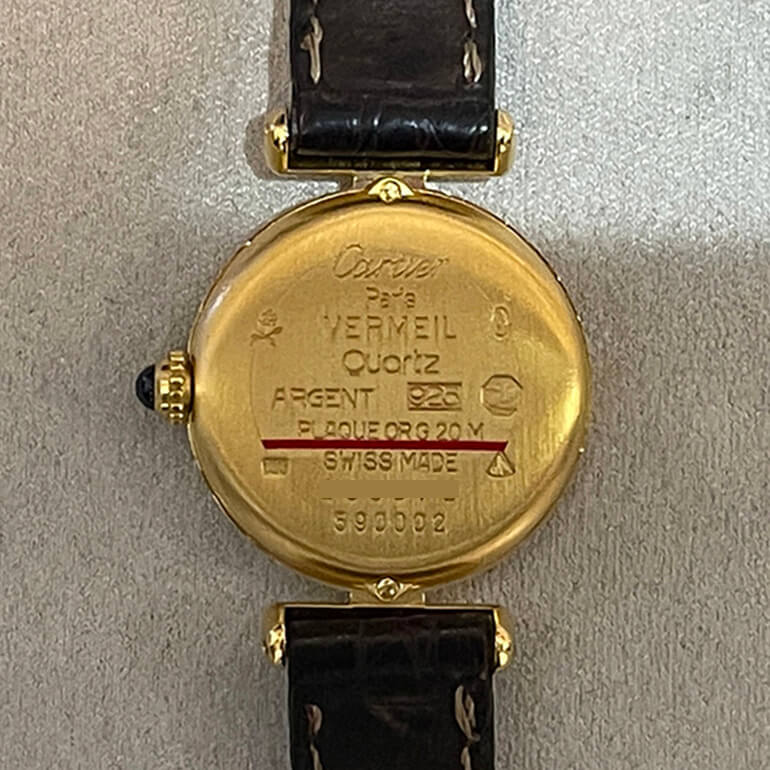 Cartier
Paris
VERMEIL
Quartz
ARGENT 925
PLAQUE OR G 20 M
SWISS MADE
590002